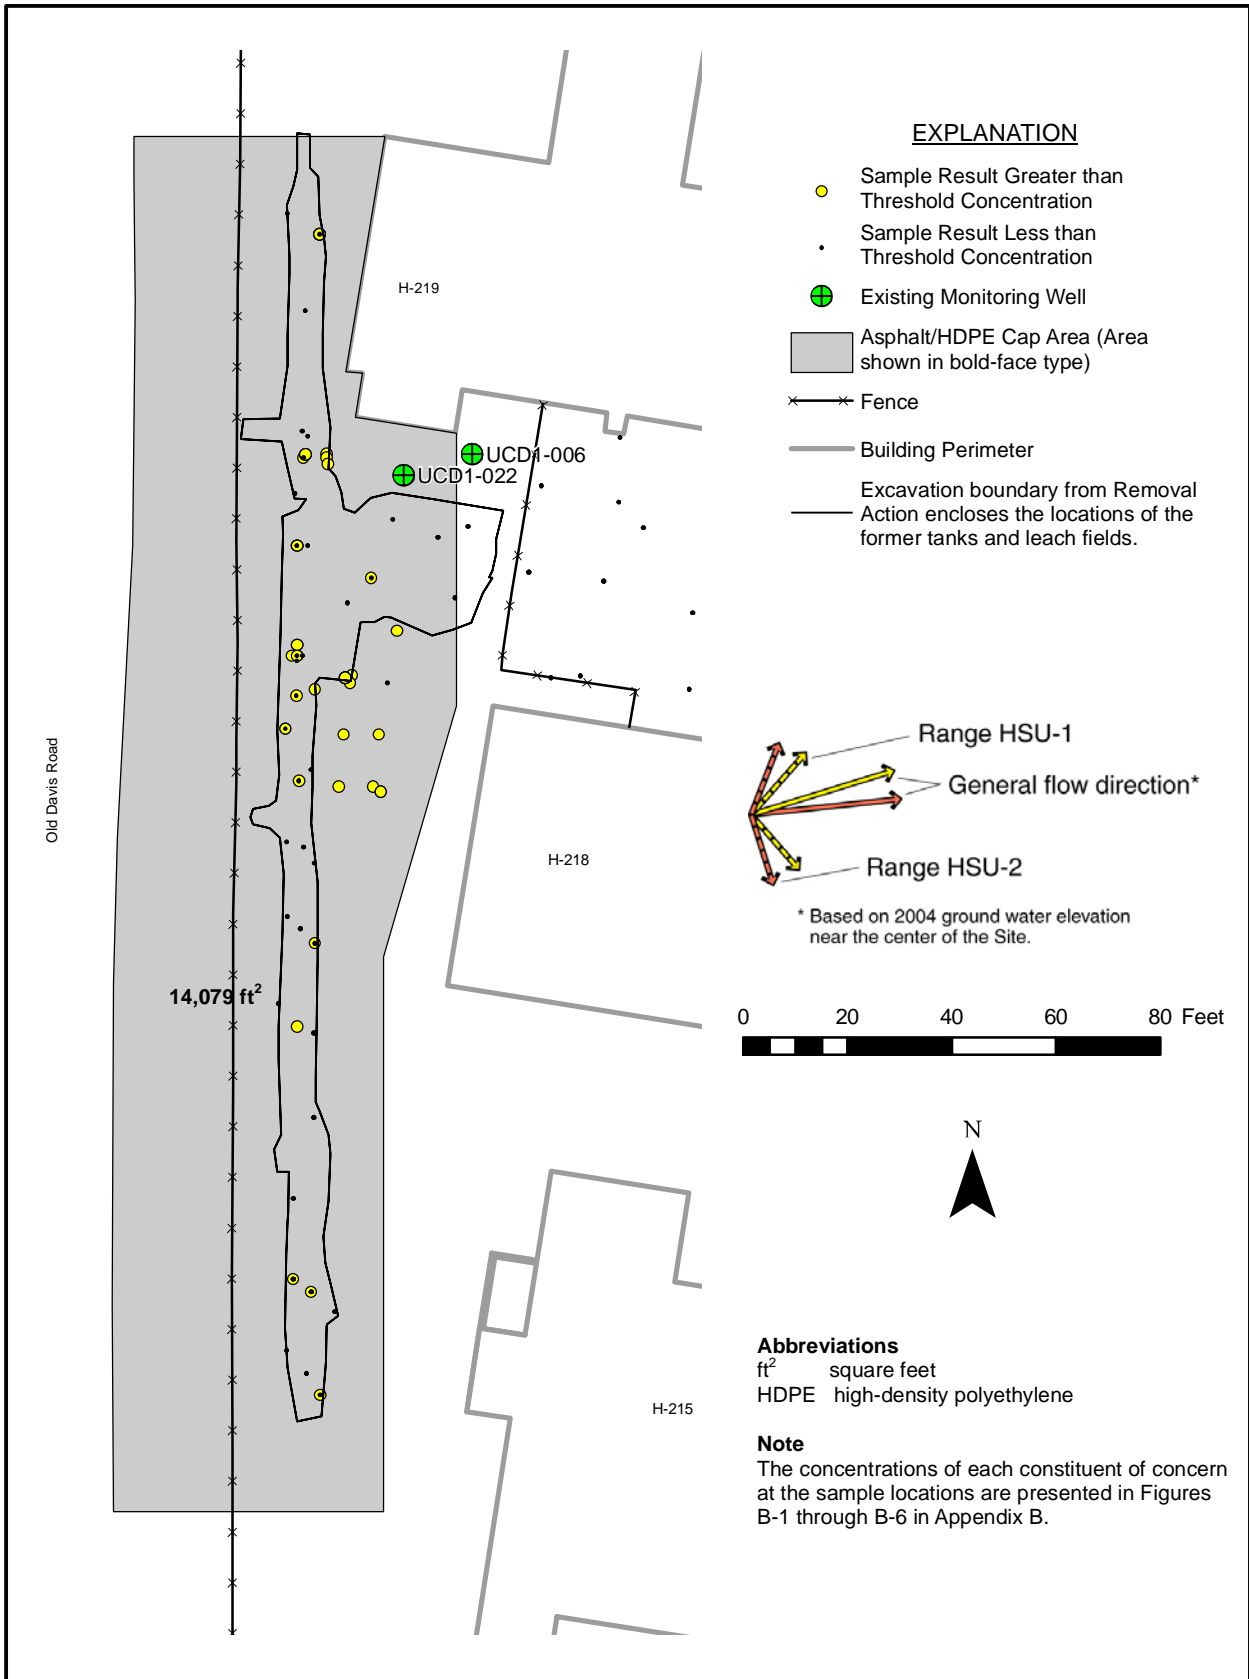 EXPLANATION
Sample Result Greater than
Threshold Concentration
Sample Result Less than
Threshold Concentration
Existing Monitoring Well
Asphalt/HDPE Cap Area (Area
shown in bold-face type)
Fence
Building Perimeter
Excavation boundary from Removal
Action encloses the locations of the
former tanks and leach fields.
H-219
UCD1-006
UCD1-022
Old Davis Road
H-218
14,079 ft²
H-215
Range HSU-1
General flow direction*
Range HSU-2
* Based on 2004 ground water elevation
near the center of the Site.
0 20 40 60 80 Feet
N
Abbreviations
ft² square feet
HDPE high-density polyethylene
Note
The concentrations of each constituent of concern
at the sample locations are presented in Figures
B-1 through B-6 in Appendix B.